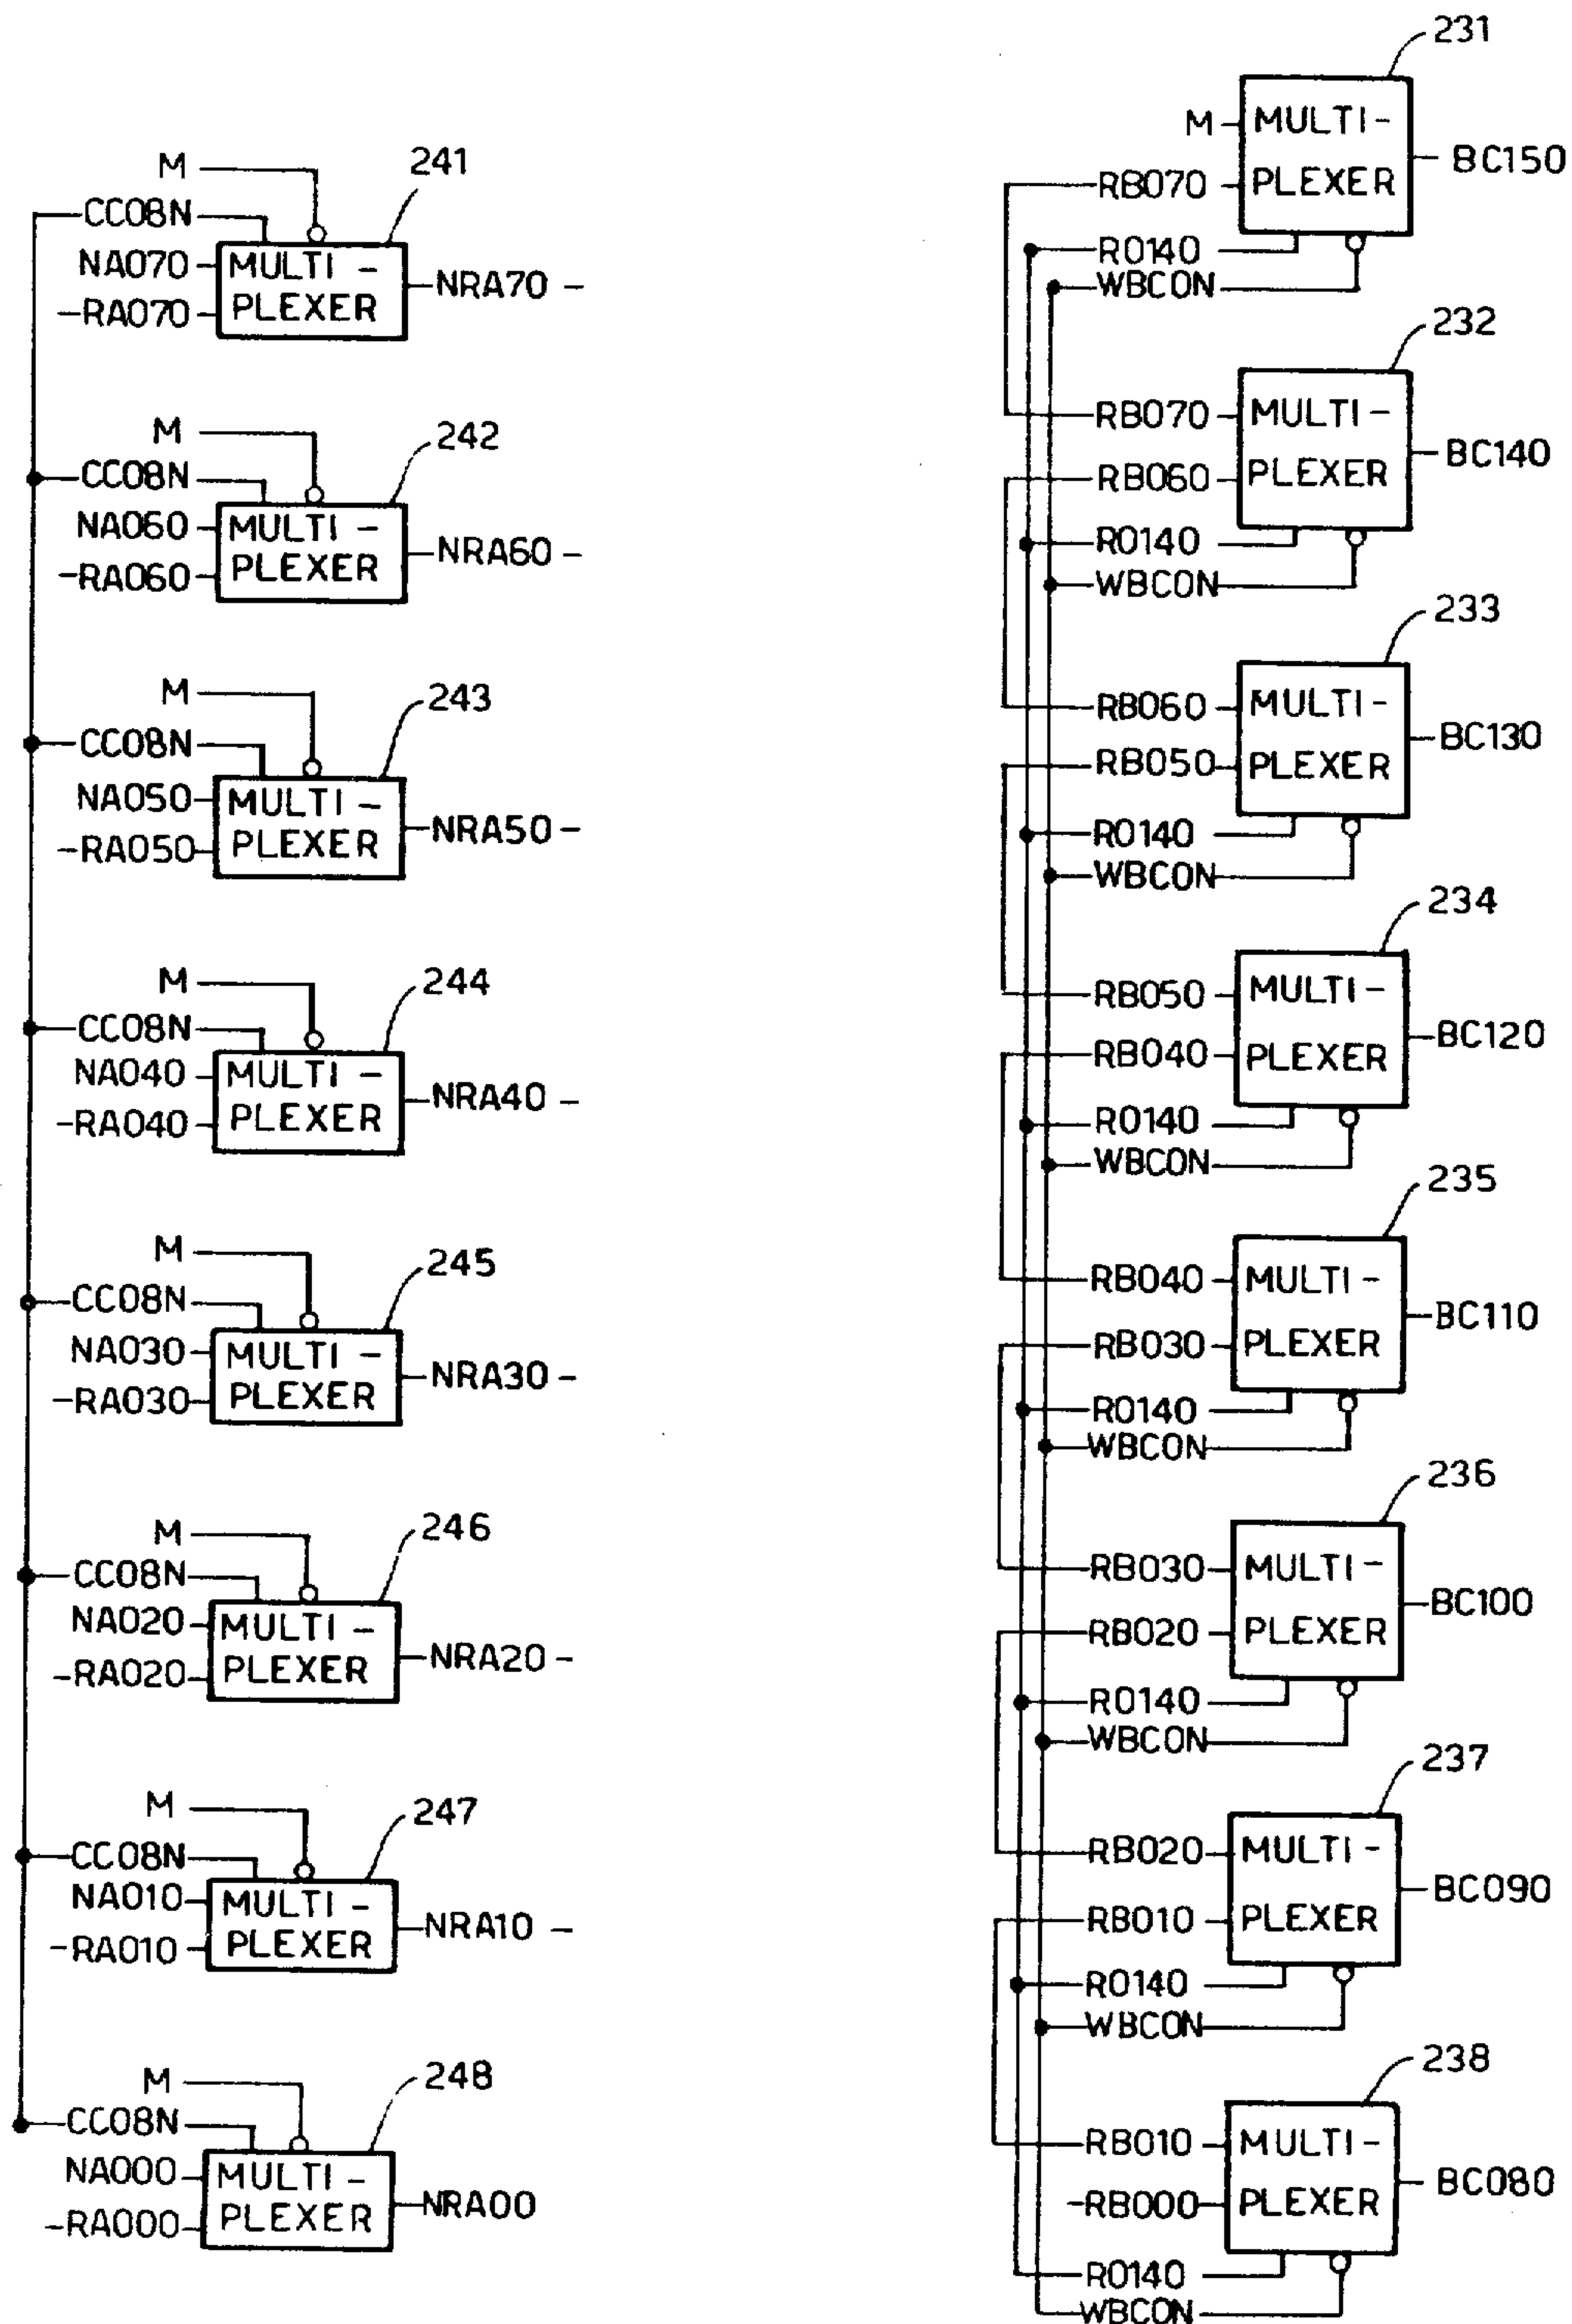 241
M
CC08N
NA070
-RA070
MULTI-
PLEXER
NRA70 -
242
M
CC08N
NA060
-RA060
MULTI-
PLEXER
NRA60 -
243
M
CC08N
NA050
-RA050
MULTI-
PLEXER
NRA50 -
244
M
CC08N
NA040
-RA040
MULTI-
PLEXER
NRA40 -
245
M
CC08N
NA030
-RA030
MULTI-
PLEXER
NRA30 -
246
M
CC08N
NA020
-RA020
MULTI-
PLEXER
NRA20 -
247
M
CC08N
NA010
-RA010
MULTI-
PLEXER
NRA10 -
248
M
CC08N
NA000
-RA000
MULTI-
PLEXER
NRA00
231
M
RB070
MULTI-
PLEXER
BC150
R0140
WBCON
232
RB070
RB060
MULTI-
PLEXER
BC140
R0140
WBCON
233
RB060
RB050
MULTI-
PLEXER
BC130
R0140
WBCON
234
RB050
RB040
MULTI-
PLEXER
BC120
R0140
WBCON
235
RB040
RB030
MULTI-
PLEXER
BC110
R0140
WBCON
236
RB030
RB020
MULTI-
PLEXER
BC100
R0140
WBCON
237
RB020
RB010
MULTI-
PLEXER
BC090
R0140
WBCON
238
RB010
-RB000
MULTI-
PLEXER
BC080
R0140
WBCON